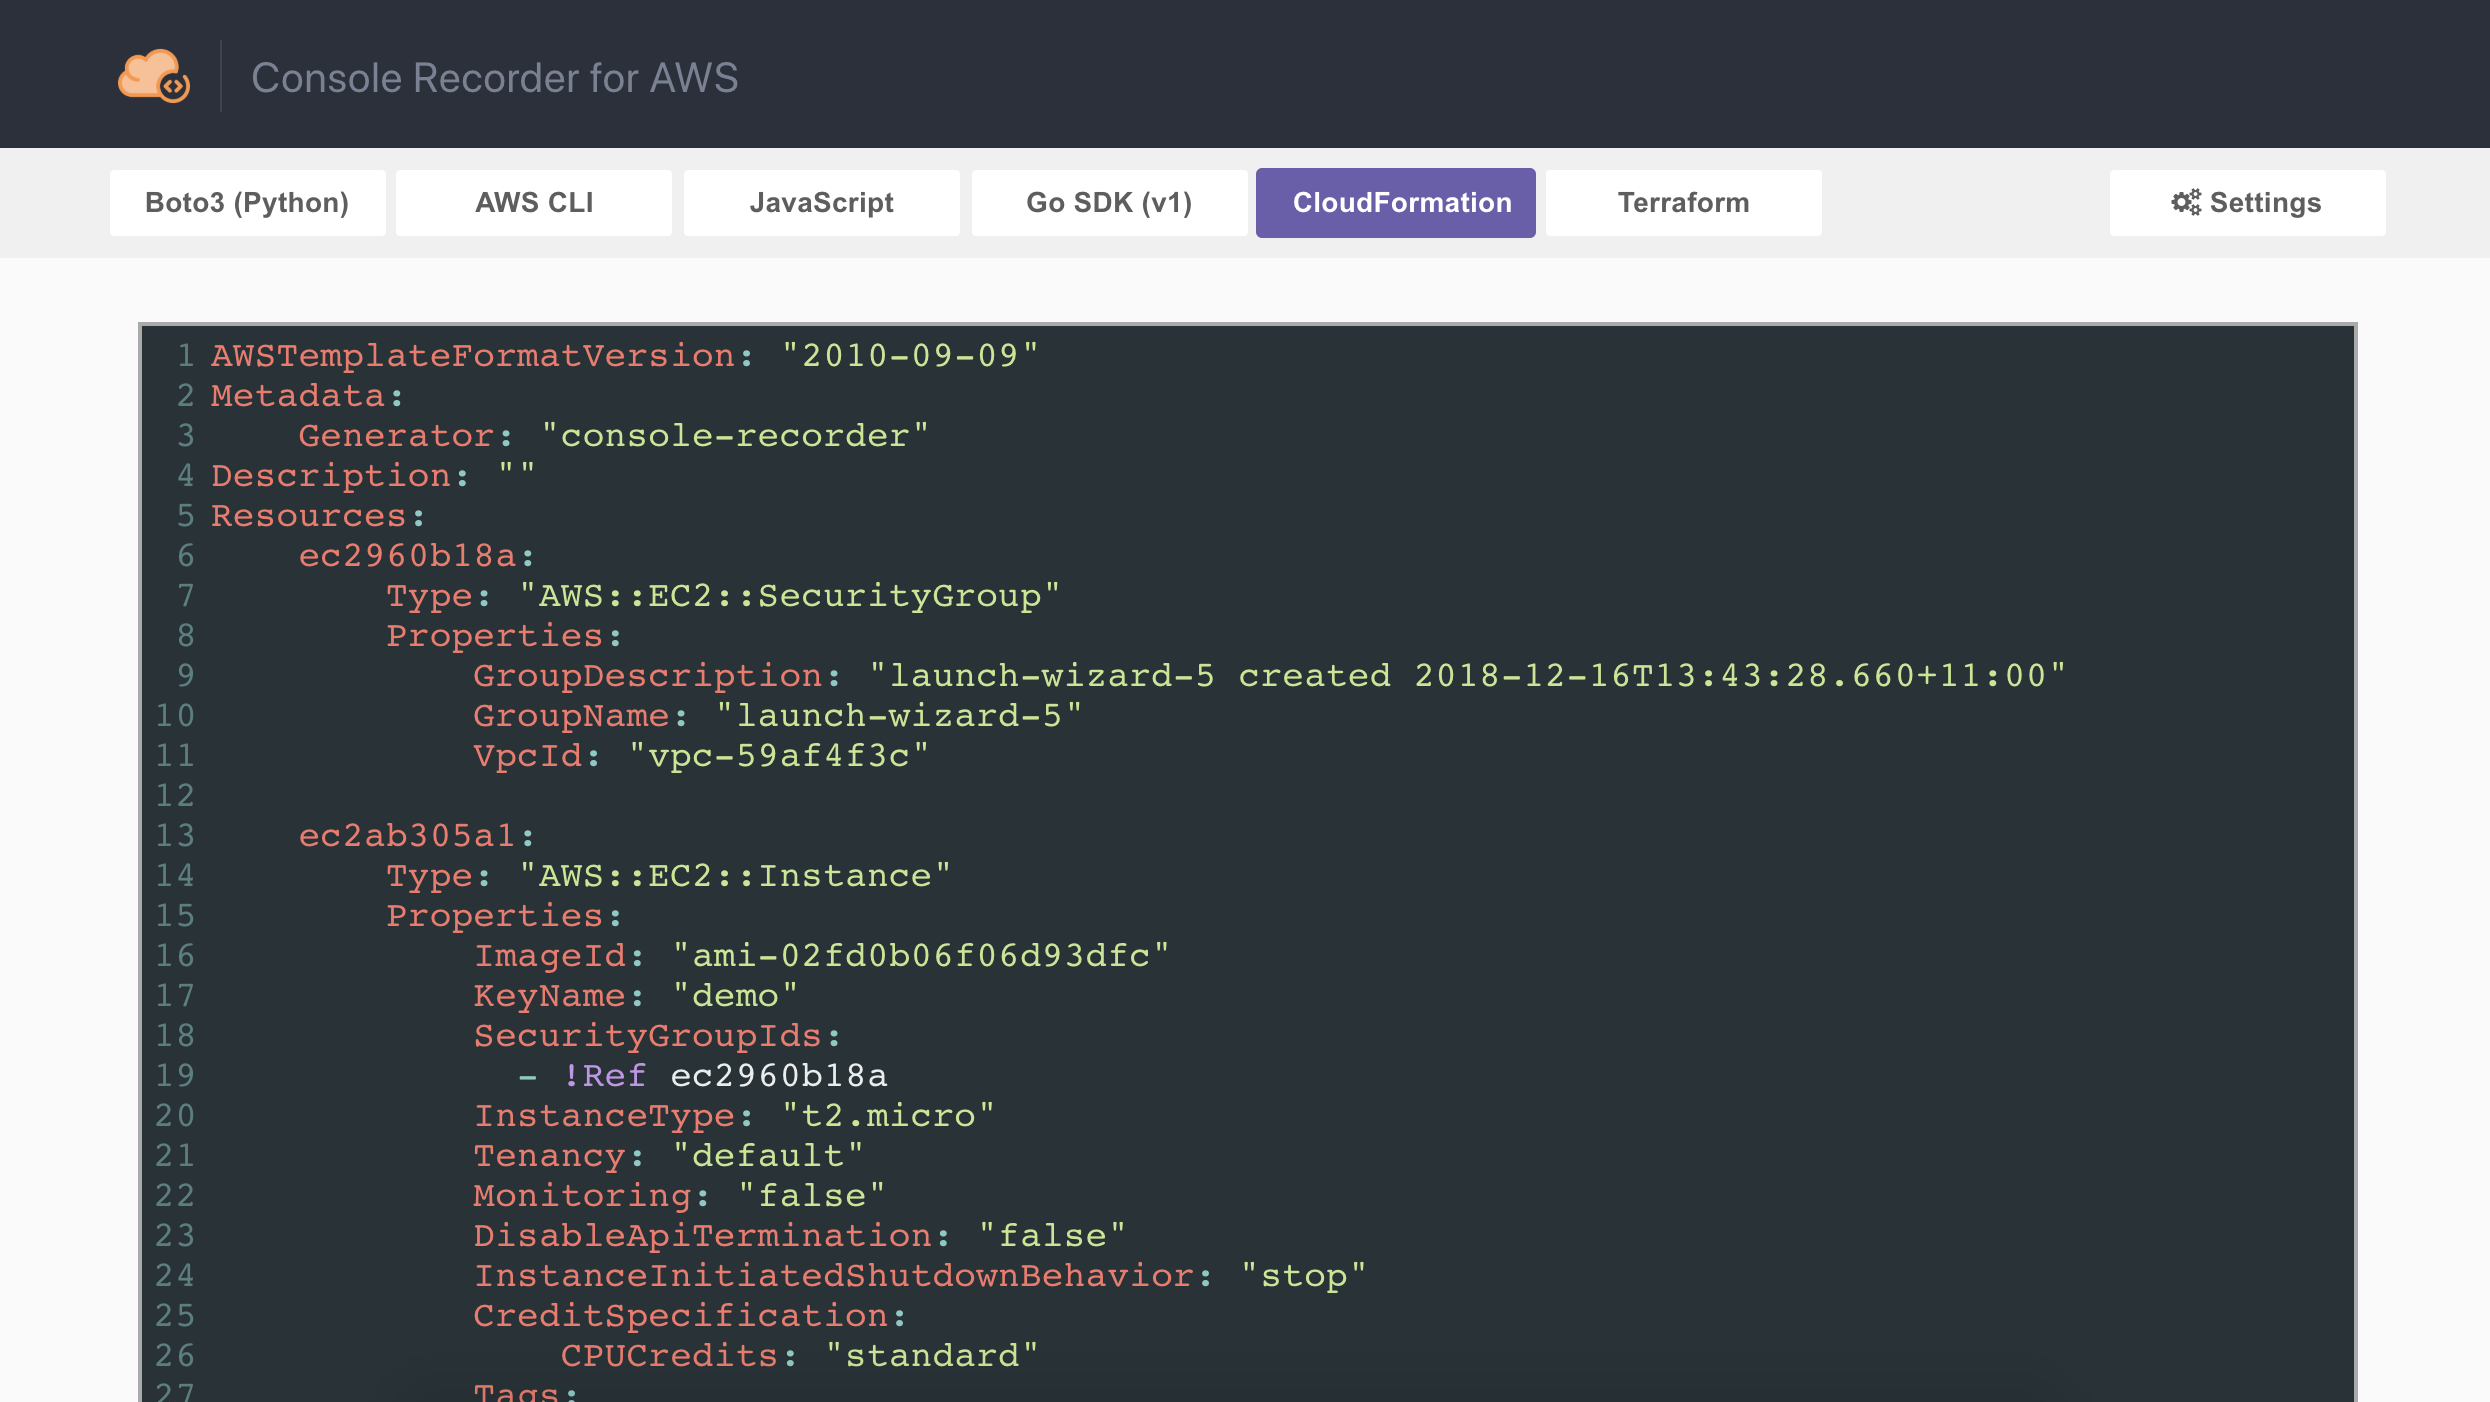 Console Recorder for AWS
Boto3 (Python) AWS CLI JavaScript Go SDK (v1) CloudFormation Terraform Settings
1 AWSTemplateFormatVersion: "2010-09-09"
2 Metadata:
3     Generator: "console-recorder"
4 Description: ""
5 Resources:
6     ec2960b18a:
7         Type: "AWS::EC2::SecurityGroup"
8         Properties:
9             GroupDescription: "launch-wizard-5 created 2018-12-16T13:43:28.660+11:00"
10             GroupName: "launch-wizard-5"
11             VpcId: "vpc-59af4f3c"
12
13     ec2ab305a1:
14         Type: "AWS::EC2::Instance"
15         Properties:
16             ImageId: "ami-02fd0b06f06d93dfc"
17             KeyName: "demo"
18             SecurityGroupIds:
19               - !Ref ec2960b18a
20             InstanceType: "t2.micro"
21             Tenancy: "default"
22             Monitoring: "false"
23             DisableApiTermination: "false"
24             InstanceInitiatedShutdownBehavior: "stop"
25             CreditSpecification:
26                 CPUCredits: "standard"
27             Tags: